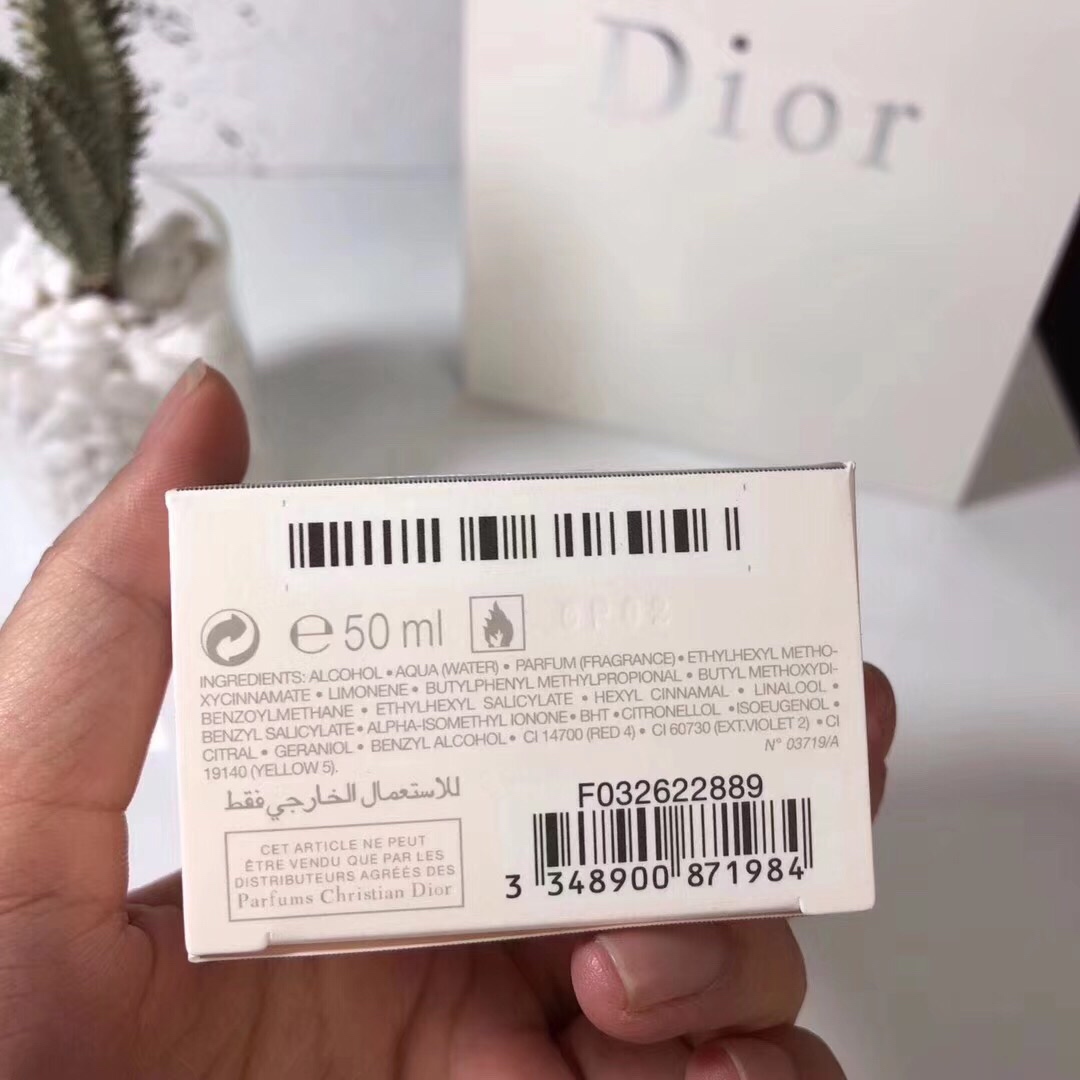 Dior
℮ 50 ml
INGREDIENTS: ALCOHOL • AQUA (WATER) • PARFUM (FRAGRANCE) • ETHYLHEXYL METHO-
XYCINNAMATE • LIMONENE • BUTYLPHENYL METHYLPROPIONAL • BUTYL METHOXYDI-
BENZOYLMETHANE • ETHYLHEXYL SALICYLATE • HEXYL CINNAMAL • LINALOOL •
BENZYL SALICYLATE • ALPHA-ISOMETHYL IONONE • BHT • CITRONELLOL • ISOEUGENOL •
CITRAL • GERANIOL • BENZYL ALCOHOL • CI 14700 (RED 4) • CI 60730 (EXT.VIOLET 2) • CI
19140 (YELLOW 5).
N° 03719/A
للاستعمال الخارجي فقط
CET ARTICLE NE PEUT
ÊTRE VENDU QUE PAR LES
DISTRIBUTEURS AGRÉÉS DES
Parfums Christian Dior
F032622889
3 348900 871984